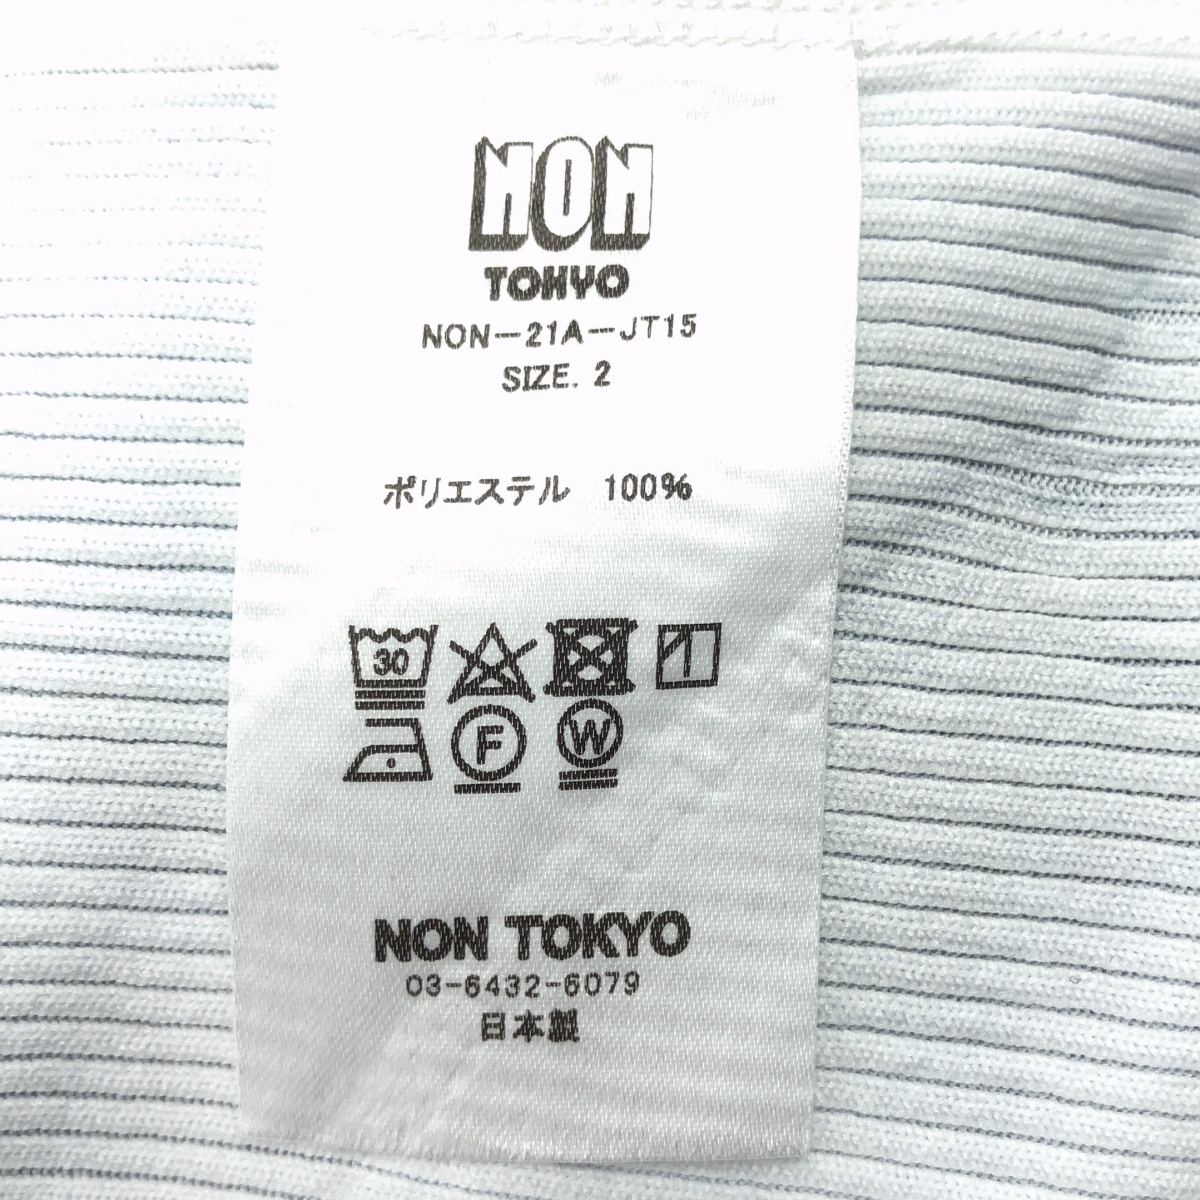 NON
TOKYO
NON-21A-JT15
SIZE. 2
ポリエステル 100%
30
F W
NON TOKYO
03-6432-6079
日本製